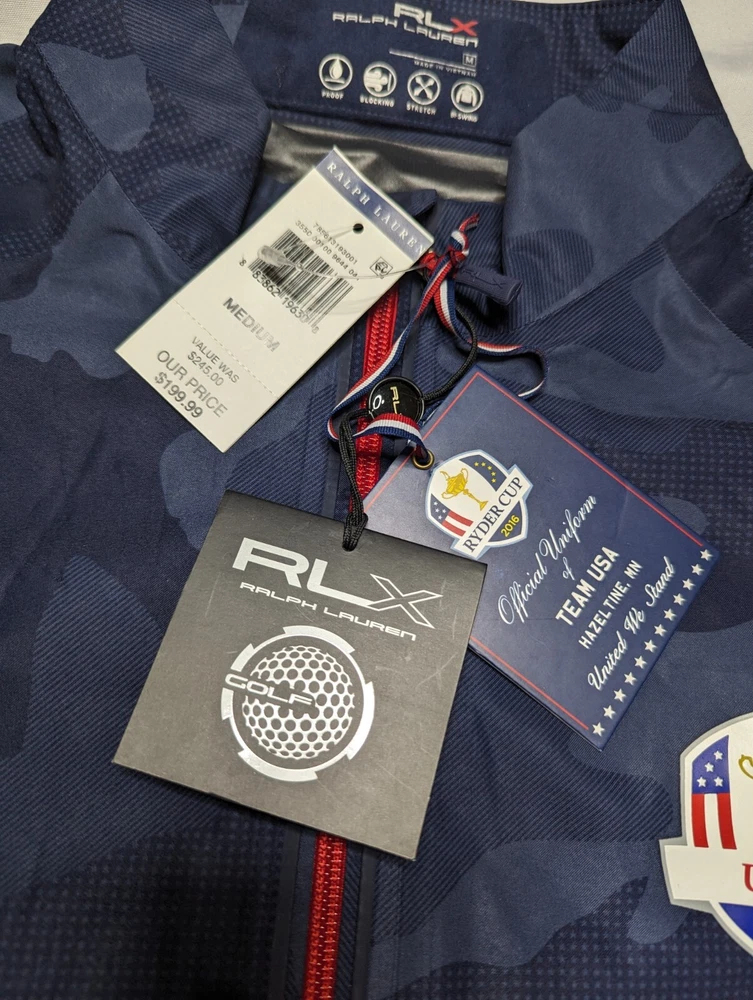 RLX
RALPH LAUREN
M
MADE IN VIETNAM
PROOF
BLOCKING
STRETCH
RALPH LAUREN
MEDIUM
VALUE WAS
$245.00
OUR PRICE
$199.99
RLX
RALPH LAUREN
GOLF
RYDER CUP
2016
Official Uniform
of
TEAM USA
HAZELTINE, MN
United We Stand